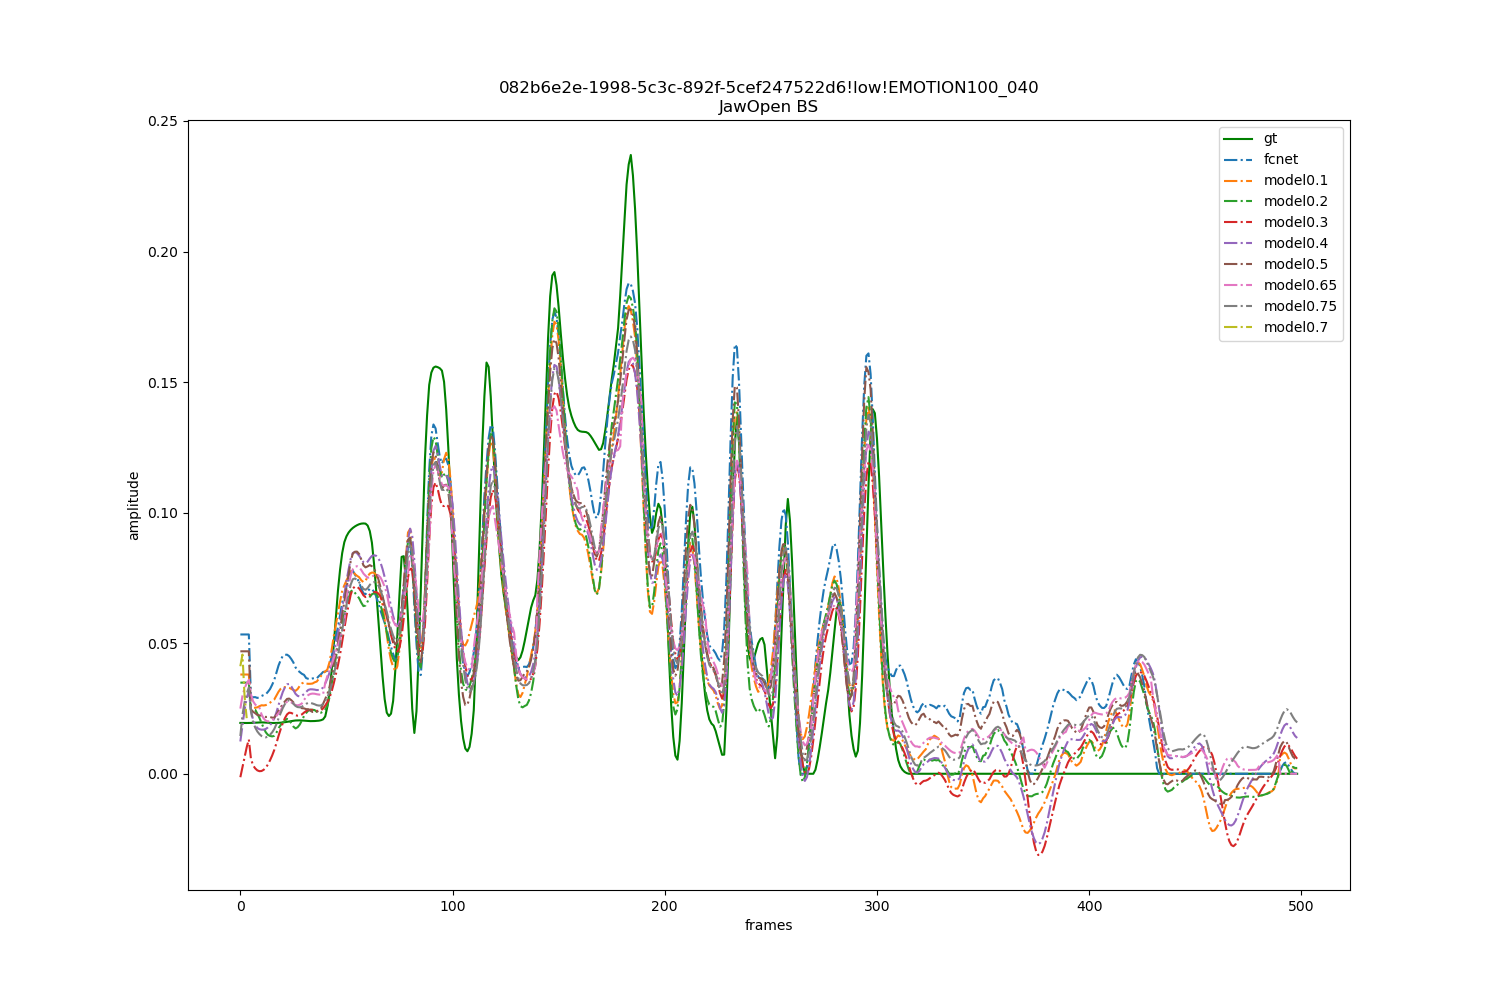 082b6e2e-1998-5c3c-892f-5cef247522d6!low!EMOTION100_040
JawOpen BS
gt
fcnet
model0.1
model0.2
model0.3
model0.4
model0.5
model0.65
model0.75
model0.7
amplitude
0.25
0.20
0.15
0.10
0.05
0.00
0 100 200 300 400 500
frames